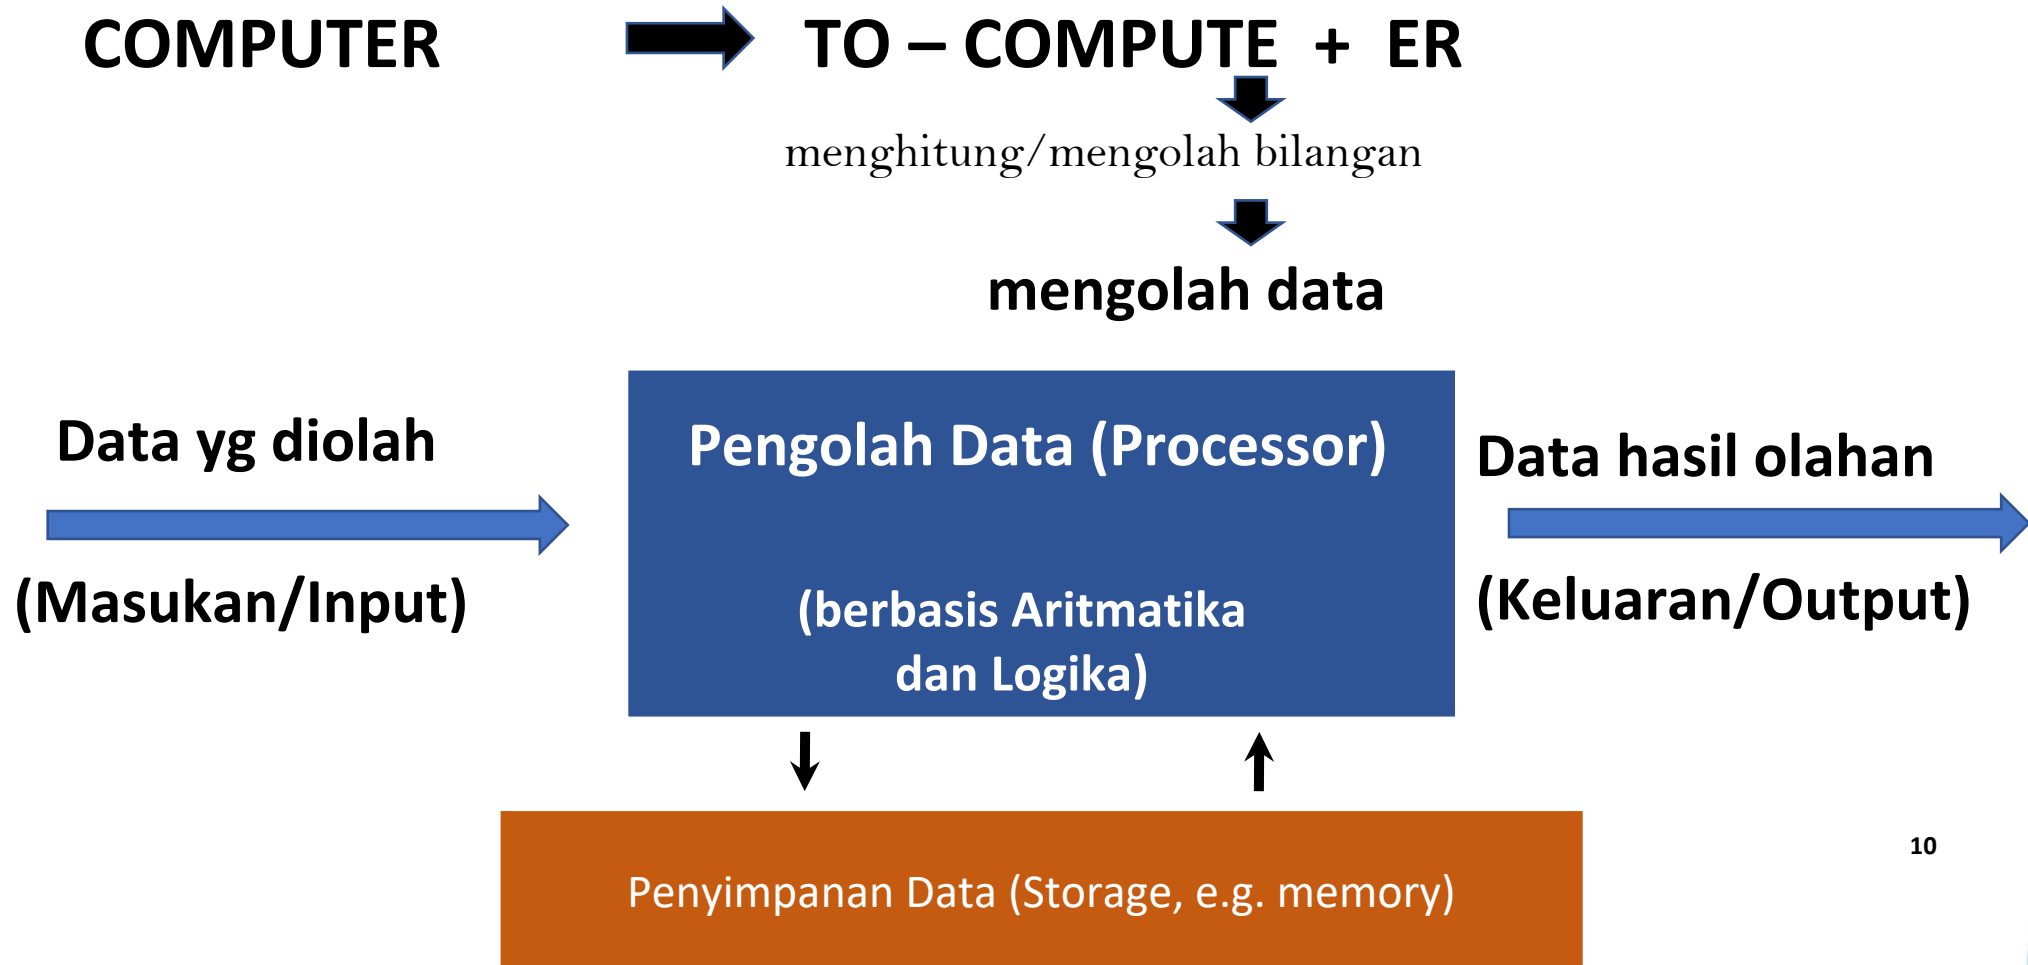 COMPUTER TO – COMPUTE + ER
menghitung/mengolah bilangan
mengolah data
Data yg diolah
(Masukan/Input)
Pengolah Data (Processor)
(berbasis Aritmatika
dan Logika)
Data hasil olahan
(Keluaran/Output)
Penyimpanan Data (Storage, e.g. memory)
10